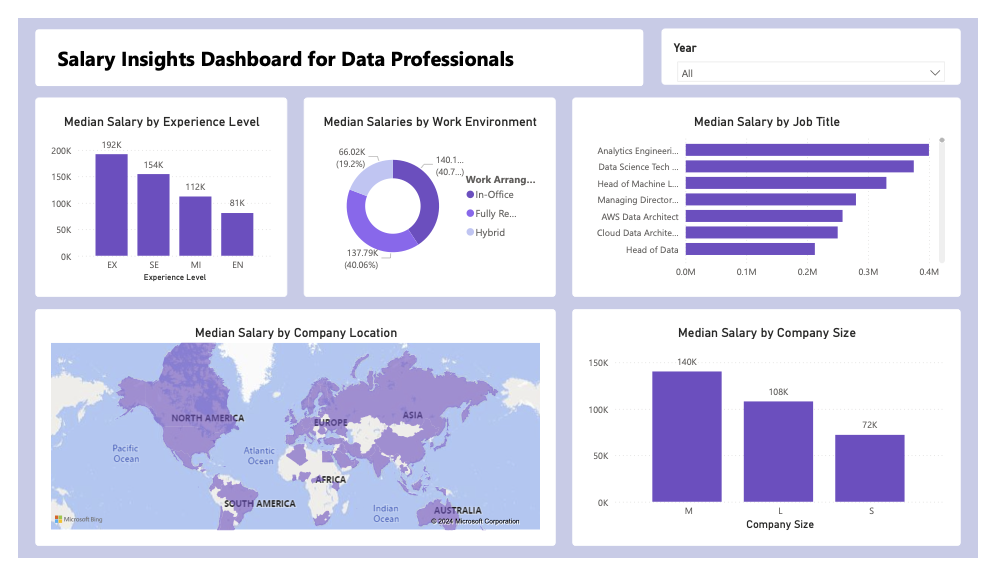 Salary Insights Dashboard for Data Professionals
Year
All
Median Salary by Experience Level
200K
150K
100K
50K
0K
192K
154K
112K
81K
EX
SE
MI
EN
Experience Level
Median Salaries by Work Environment
66.02K
(19.2%)
140.1...
(40.7...)
137.79K
(40.06%)
Work Arrang...
In-Office
Fully Re...
Hybrid
Median Salary by Job Title
Analytics Engineeri...
Data Science Tech ...
Head of Machine L...
Managing Director...
AWS Data Architect
Cloud Data Archite...
Head of Data
0.0M
0.1M
0.2M
0.3M
0.4M
Median Salary by Company Location
NORTH AMERICA
EUROPE
ASIA
Pacific
Ocean
Atlantic
Ocean
AFRICA
SOUTH AMERICA
Indian
Ocean
AUSTRALIA
Microsoft Bing
© 2024 Microsoft Corporation
Median Salary by Company Size
150K
100K
50K
0K
140K
108K
72K
M
L
S
Company Size